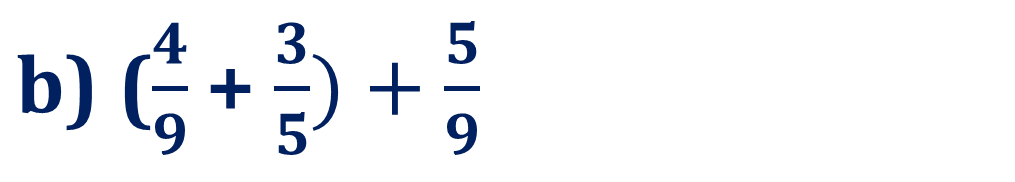 b) (4/9 + 3/5) + 5/9